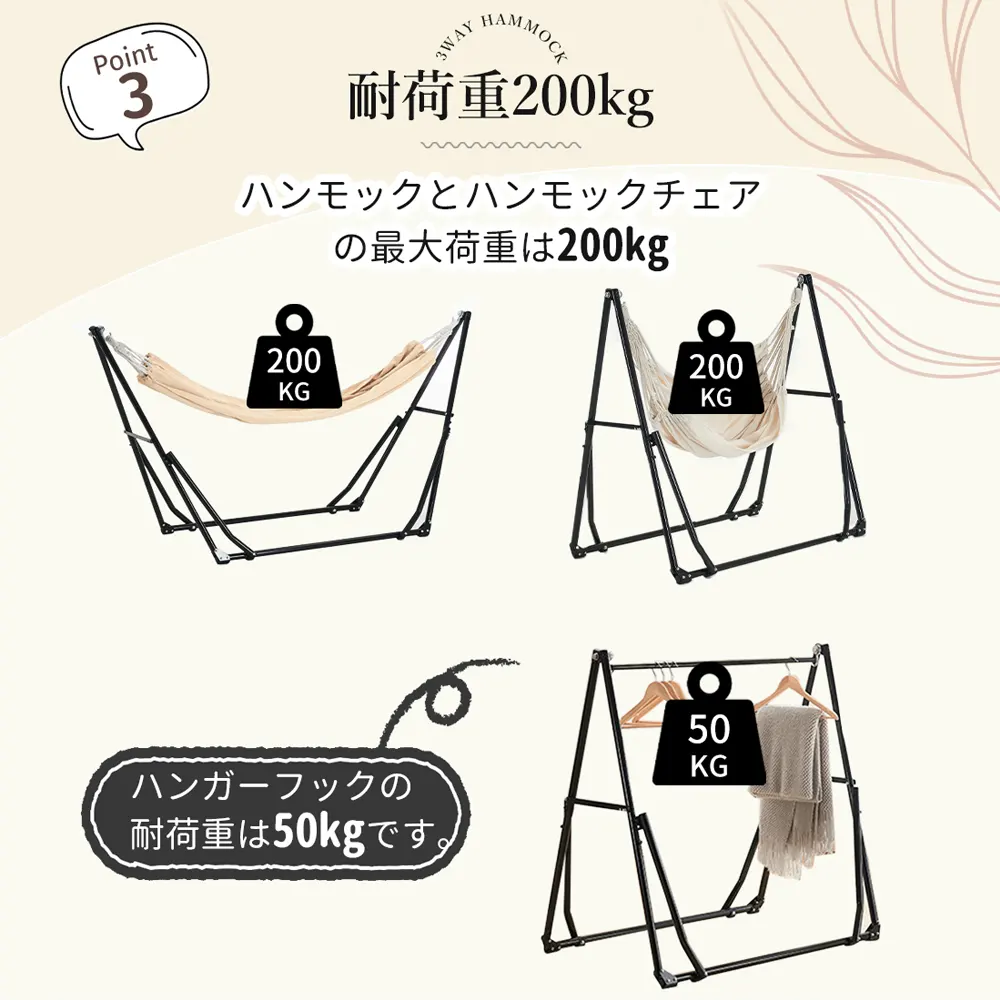 Point
3
3WAY HAMMOCK
耐荷重200kg
ハンモックとハンモックチェア
の最大荷重は200kg
200
KG
200
KG
50
KG
ハンガーフックの
耐荷重は50kgです。